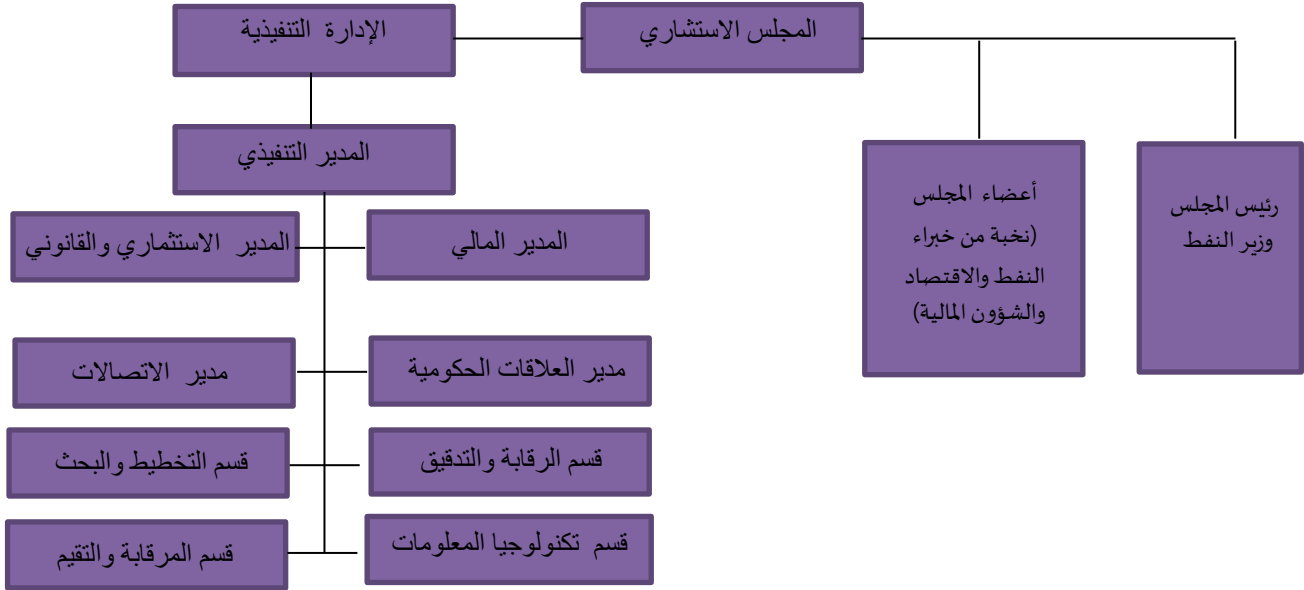 المجلس الاستشاري
الإدارة التنفيذية
المدير التنفيذي
رئيس المجلس
وزير النفط
أعضاء المجلس
(نخبة من خبراء
النفط والاقتصاد
والشؤون المالية)
المدير المالي
المدير الاستثماري والقانوني
مدير العلاقات الحكومية
مدير الاتصالات
قسم الرقابة والتدقيق
قسم التخطيط والبحث
قسم تكنولوجيا المعلومات
قسم المرقابة والتقيم